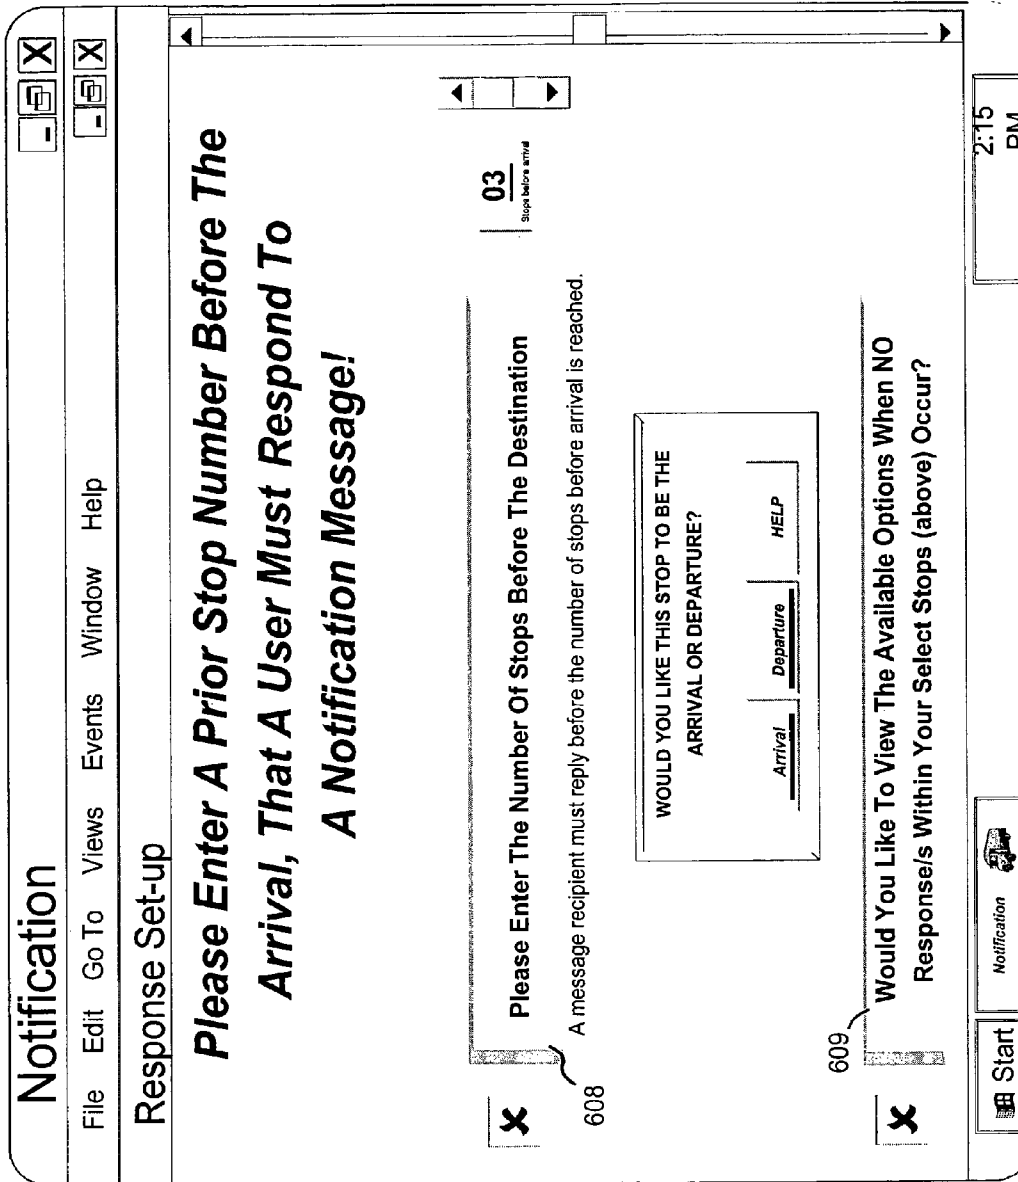 Notification
File Edit Go To Views Events Window Help
Response Set-up
Please Enter A Prior Stop Number Before The
Arrival, That A User Must Respond To
A Notification Message!
Please Enter The Number Of Stops Before The Destination
03
Stops before arrival
A message recipient must reply before the number of stops before arrival is reached.
608
WOULD YOU LIKE THIS STOP TO BE THE
ARRIVAL OR DEPARTURE?
Arrival Departure HELP
609
Would You Like To View The Available Options When NO
Response/s Within Your Select Stops (above) Occur?
Start Notification 2:15
PM